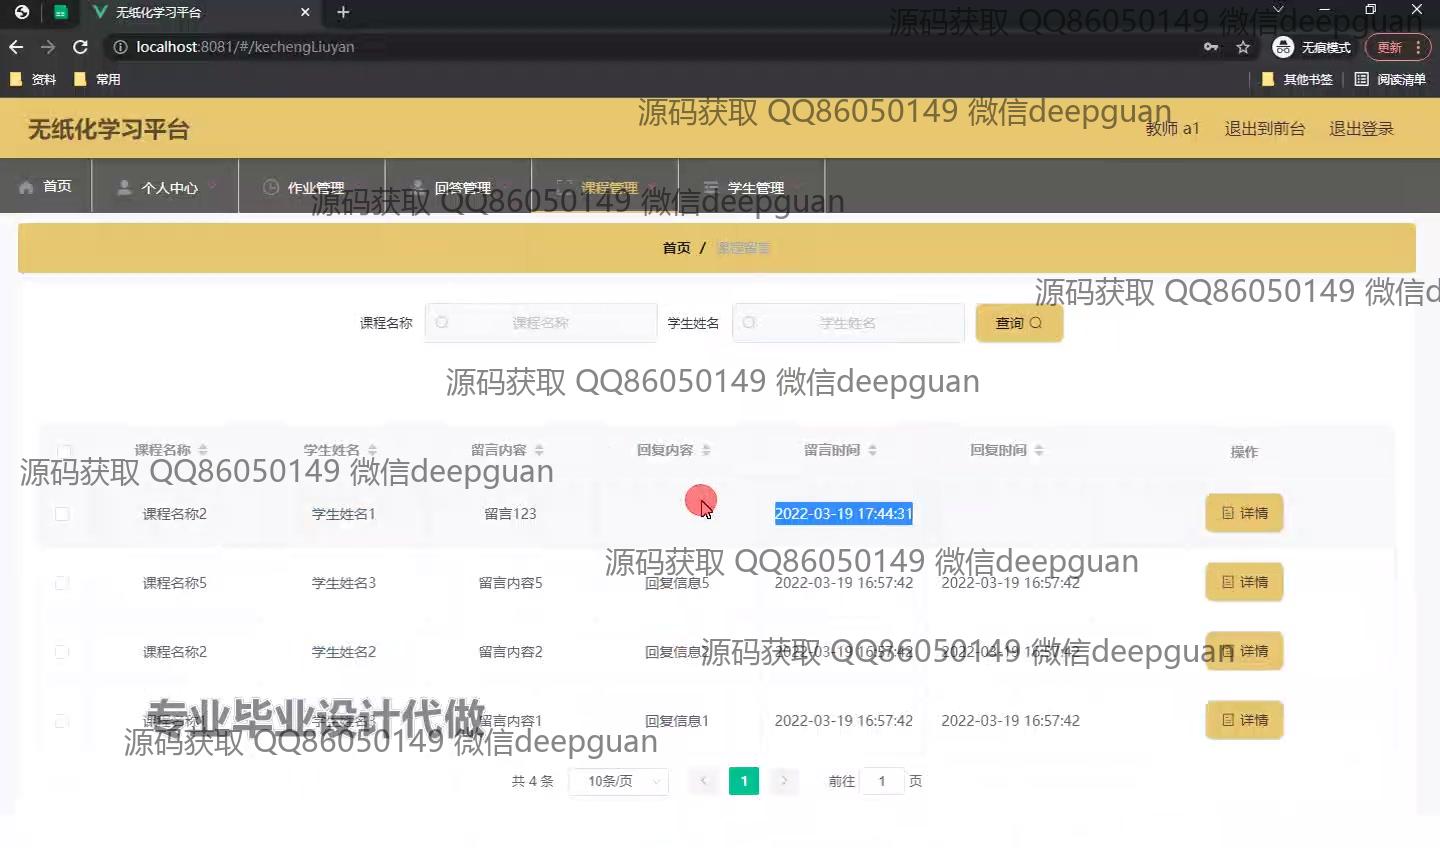 无纸化学习平台
源码获取 QQ86050149 微信deepguan
localhost:8081/#/kechengLiuyan
无痕模式
更新
资料 常用
其他书签 阅读清单
源码获取 QQ86050149 微信deepguan
无纸化学习平台
教师 a1 退出到前台 退出登录
首页 个人中心 作业管理 回答管理 课程管理 学生管理
源码获取 QQ86050149 微信deepguan
首页 / 课程留言
源码获取 QQ86050149 微信d
课程名称 课程名称 学生姓名 学生姓名 查询
源码获取 QQ86050149 微信deepguan
课程名称 学生姓名 留言内容 回复内容 留言时间 回复时间 操作
源码获取 QQ86050149 微信deepguan
课程名称2 学生姓名1 留言123 2022-03-19 17:44:31 详情
源码获取 QQ86050149 微信deepguan
课程名称5 学生姓名3 留言内容5 回复信息5 2022-03-19 16:57:42 2022-03-19 16:57:42 详情
课程名称2 学生姓名2 留言内容2 回复信息2 2022-03-19 16:57:42 2022-03-19 16:57:42 详情
源码获取 QQ86050149 微信deepguan
专业毕业设计代做
课程名称1 学生姓名3 留言内容1 回复信息1 2022-03-19 16:57:42 2022-03-19 16:57:42 详情
源码获取 QQ86050149 微信deepguan
共 4 条 10条/页 1 前往 1 页